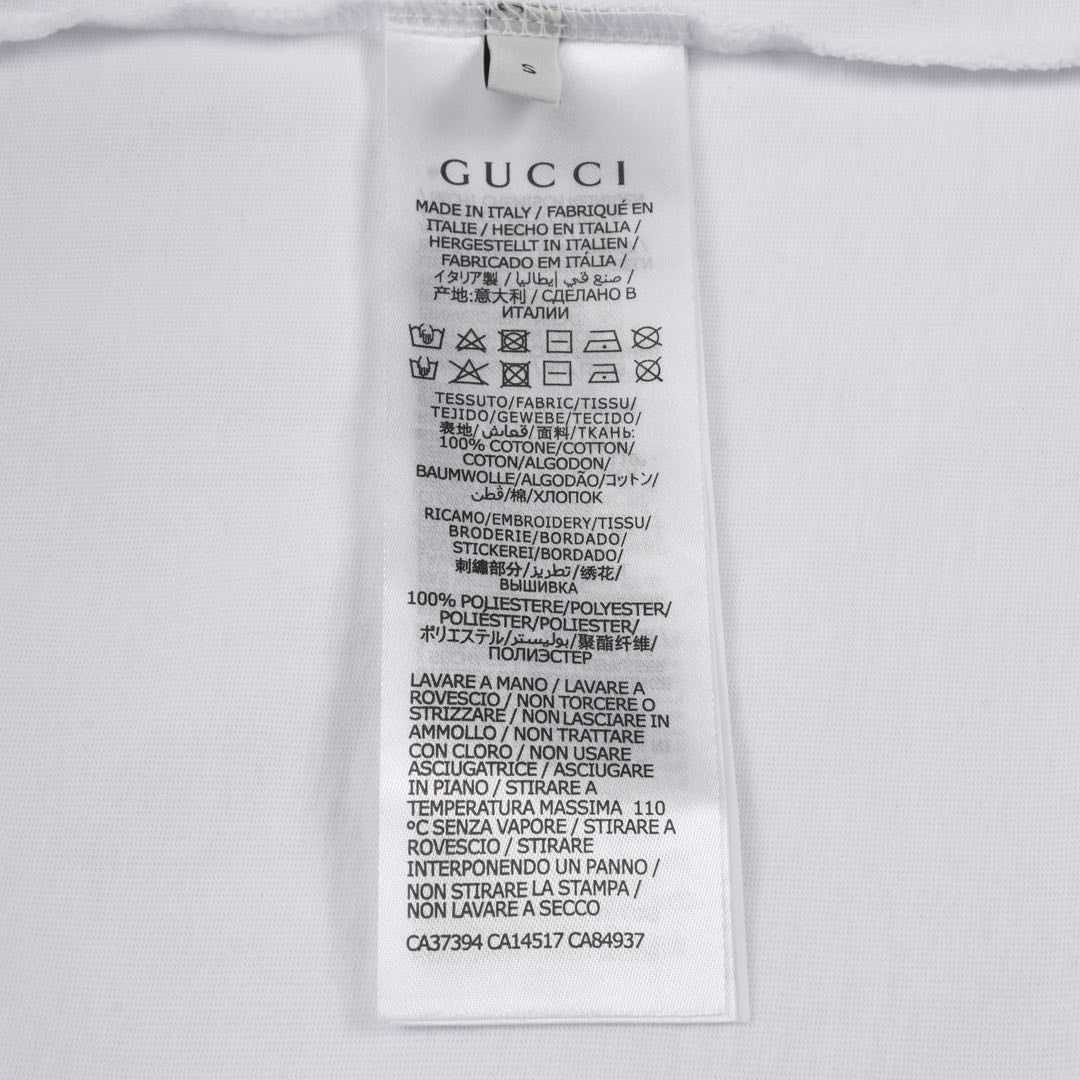 S
GUCCI
MADE IN ITALY / FABRIQUÉ EN
ITALIE / HECHO EN ITALIA /
HERGESTELLT IN ITALIEN /
FABRICADO EM ITÁLIA /
イタリア製 / صنع في إيطاليا /
产地:意大利 / СДЕЛАНО В
ИТАЛИИ
TESSUTO/FABRIC/TISSU/
TEJIDO/GEWEBE/TECIDO/
表地/قماش/面料/ТКАНЬ:
100% COTONE/COTTON/
COTON/ALGODON/
BAUMWOLLE/ALGODÃO/コットン/
قطن/棉/ХЛОПОК
RICAMO/EMBROIDERY/TISSU/
BRODERIE/BORDADO/
STICKEREI/BORDADO/
刺繍部分/تطريز/绣花/
ВЫШИВКА
100% POLIESTERE/POLYESTER/
POLIÉSTER/POLIESTER/
ポリエステル/بوليستر/聚酯纤维/
ПОЛИЭСТЕР
LAVARE A MANO / LAVARE A
ROVESCIO / NON TORCERE O
STRIZZARE / NON LASCIARE IN
AMMOLLO / NON TRATTARE
CON CLORO / NON USARE
ASCIUGATRICE / ASCIUGARE
IN PIANO / STIRARE A
TEMPERATURA MASSIMA 110
°C SENZA VAPORE / STIRARE A
ROVESCIO / STIRARE
INTERPONENDO UN PANNO /
NON STIRARE LA STAMPA /
NON LAVARE A SECCO
CA37394 CA14517 CA84937